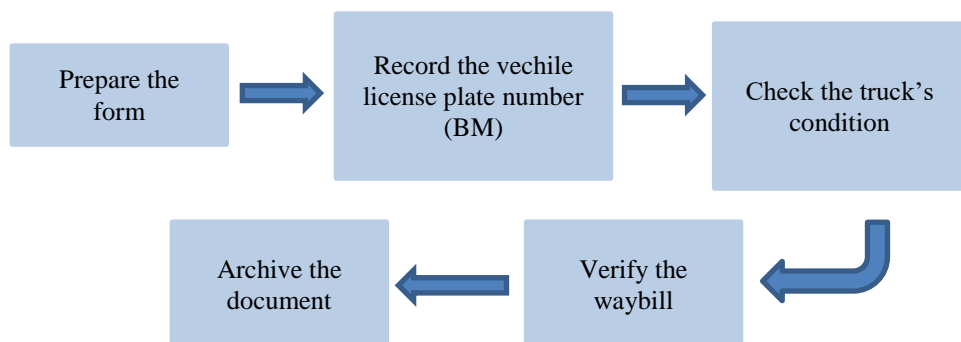 Prepare the
form
Record the vechile
license plate number
(BM)
Check the truck’s
condition
Verify the
waybill
Archive the
document